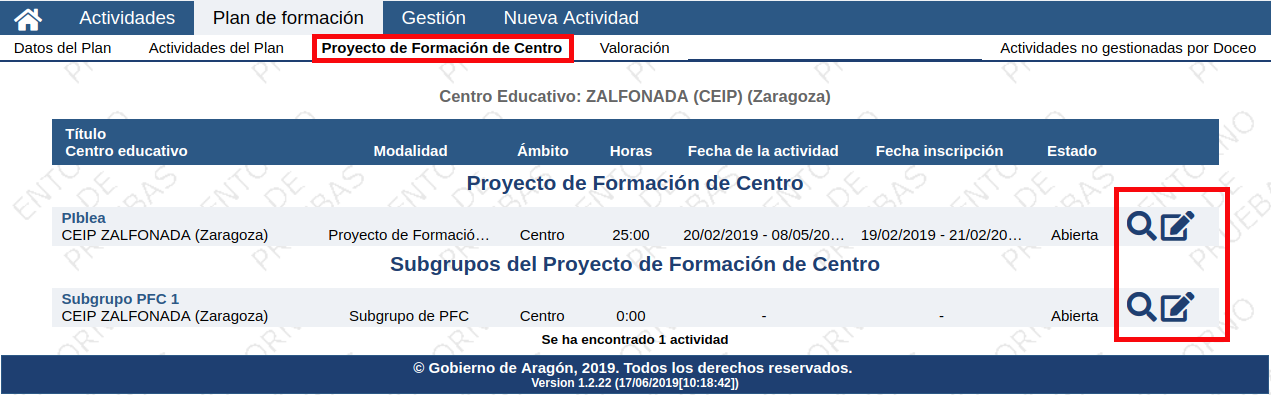 Actividades Plan de formación Gestión Nueva Actividad
Datos del Plan Actividades del Plan Proyecto de Formación de Centro Valoración Actividades no gestionadas por Doceo
Centro Educativo: ZALFONADA (CEIP) (Zaragoza)
Título
Centro educativo Modalidad Ámbito Horas Fecha de la actividad Fecha inscripción Estado
Proyecto de Formación de Centro
PIblea
CEIP ZALFONADA (Zaragoza) Proyecto de Formació… Centro 25:00 20/02/2019 - 08/05/20… 19/02/2019 - 21/02/20… Abierta
Subgrupos del Proyecto de Formación de Centro
Subgrupo PFC 1
CEIP ZALFONADA (Zaragoza) Subgrupo de PFC Centro 0:00 - - Abierta
Se ha encontrado 1 actividad
© Gobierno de Aragón, 2019. Todos los derechos reservados.
Version 1.2.22 (17/06/2019[10:18:42])